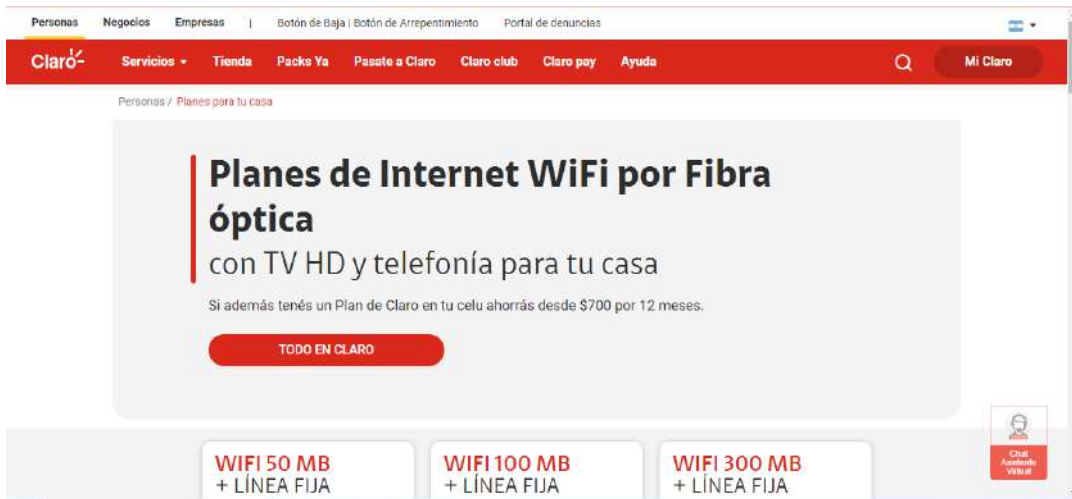 Personas Negocios Empresas | Botón de Baja | Botón de Arrepentimiento Portal de denuncias
Claro Servicios Tienda Packs Ya Pasate a Claro Claro club Claro pay Ayuda Mi Claro
Personas / Planes para tu casa
Planes de Internet WiFi por Fibra
óptica
con TV HD y telefonía para tu casa
Si además tenés un Plan de Claro en tu celu ahorrás desde $700 por 12 meses.
TODO EN CLARO
WIFI 50 MB
+ LÍNEA FIJA
WIFI 100 MB
+ LÍNEA FIJA
WIFI 300 MB
+ LÍNEA FIJA
Chat
Asistente
Virtual